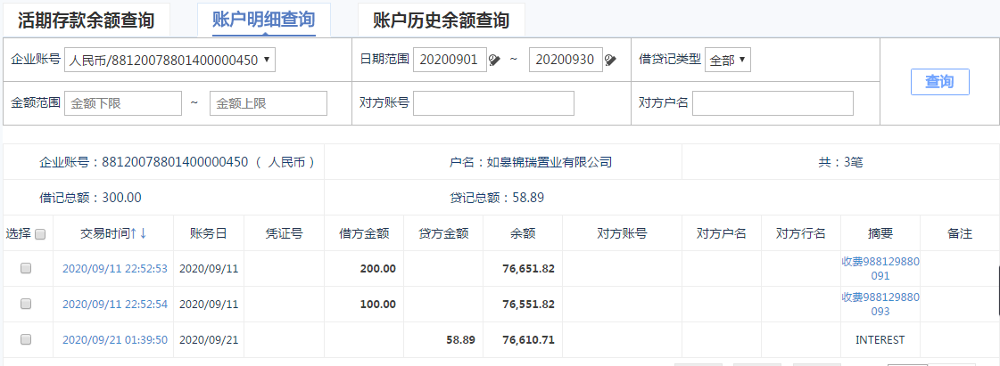 活期存款余额查询 账户明细查询 账户历史余额查询
企业账号 人民币/88120078801400000450 日期范围 20200901 ~ 20200930 借贷记类型 全部 查询
金额范围 金额下限 ~ 金额上限 对方账号 对方户名
企业账号：88120078801400000450 （ 人民币 ） 户名：如皋锦瑞置业有限公司 共：3笔
借记总额：300.00 贷记总额：58.89
选择 交易时间↑↓ 账务日 凭证号 借方金额 贷方金额 余额 对方账号 对方户名 对方行名 摘要 备注
2020/09/11 22:52:53 2020/09/11 200.00 76,651.82 收费988129880
091
2020/09/11 22:52:54 2020/09/11 100.00 76,551.82 收费988129880
093
2020/09/21 01:39:50 2020/09/21 58.89 76,610.71 INTEREST